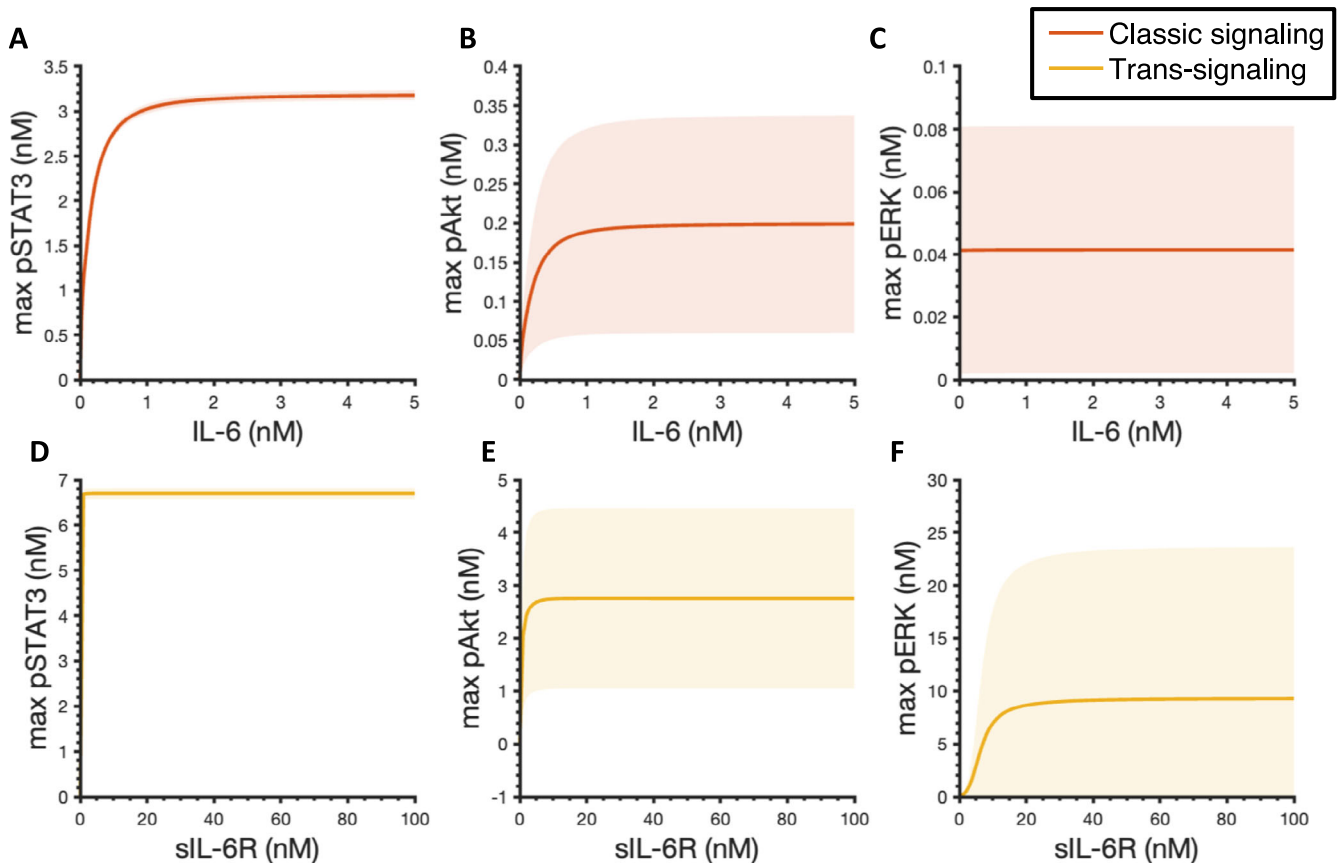 A
B
C
Classic signaling
Trans-signaling
max pSTAT3 (nM)
3.5
3
2.5
2
1.5
1
0.5
0
0 1 2 3 4 5
IL-6 (nM)
max pAkt (nM)
0.4
0.35
0.3
0.25
0.2
0.15
0.1
0.05
0
0 1 2 3 4 5
IL-6 (nM)
max pERK (nM)
0.1
0.08
0.06
0.04
0.02
0
0 1 2 3 4 5
IL-6 (nM)
D
E
F
max pSTAT3 (nM)
7
6
5
4
3
2
1
0
0 20 40 60 80 100
sIL-6R (nM)
max pAkt (nM)
5
4
3
2
1
0
-1
0 20 40 60 80 100
sIL-6R (nM)
max pERK (nM)
30
25
20
15
10
5
0
0 20 40 60 80 100
sIL-6R (nM)